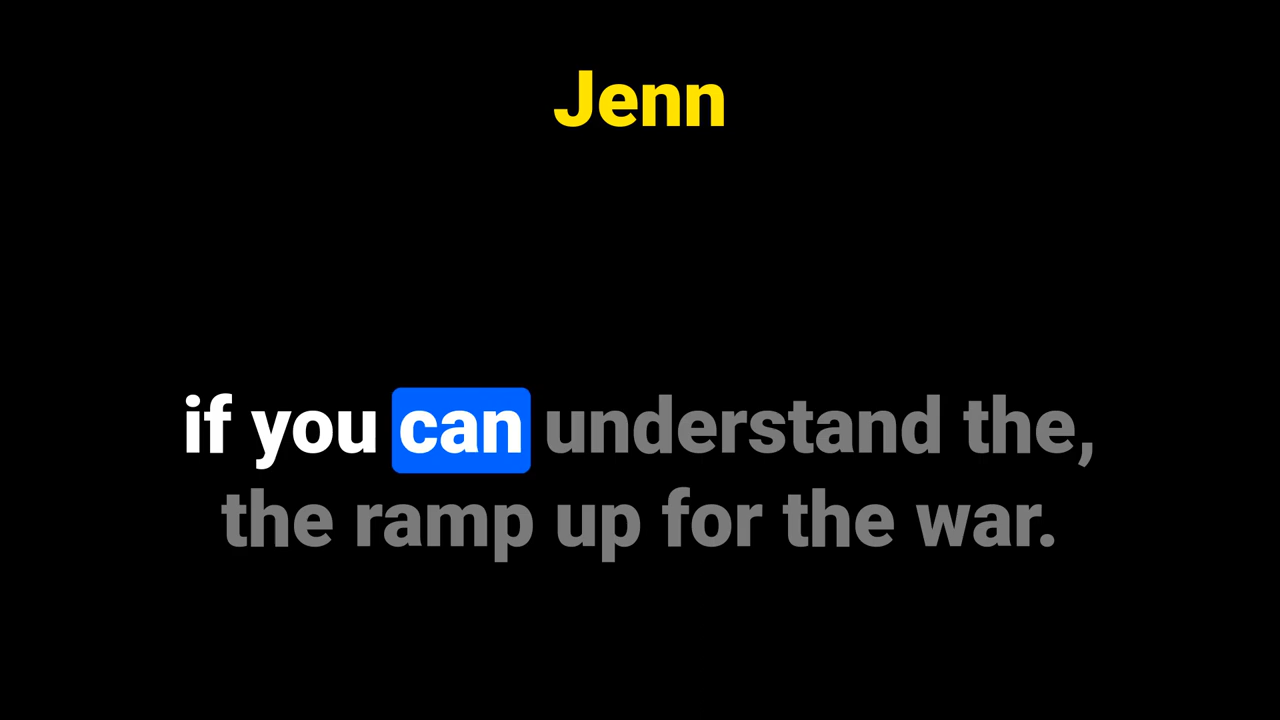 Jenn
if you can understand the,
the ramp up for the war.